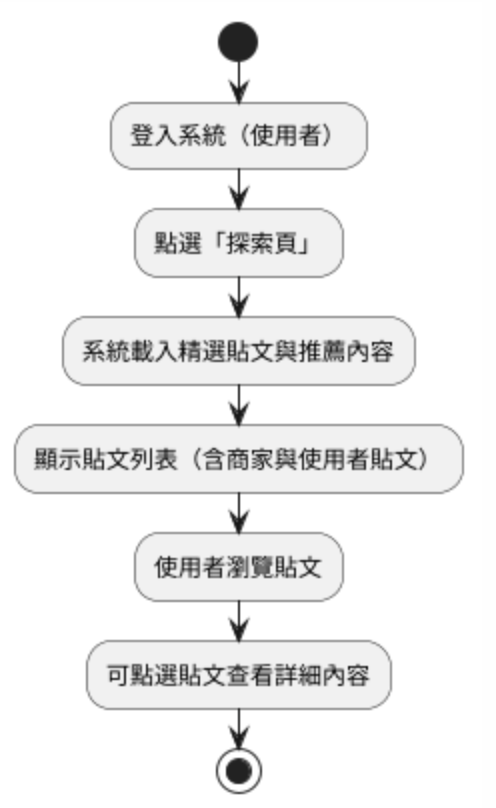 登入系統（使用者）
點選「探索頁」
系統載入精選貼文與推薦內容
顯示貼文列表（含商家與使用者貼文）
使用者瀏覽貼文
可點選貼文查看詳細內容